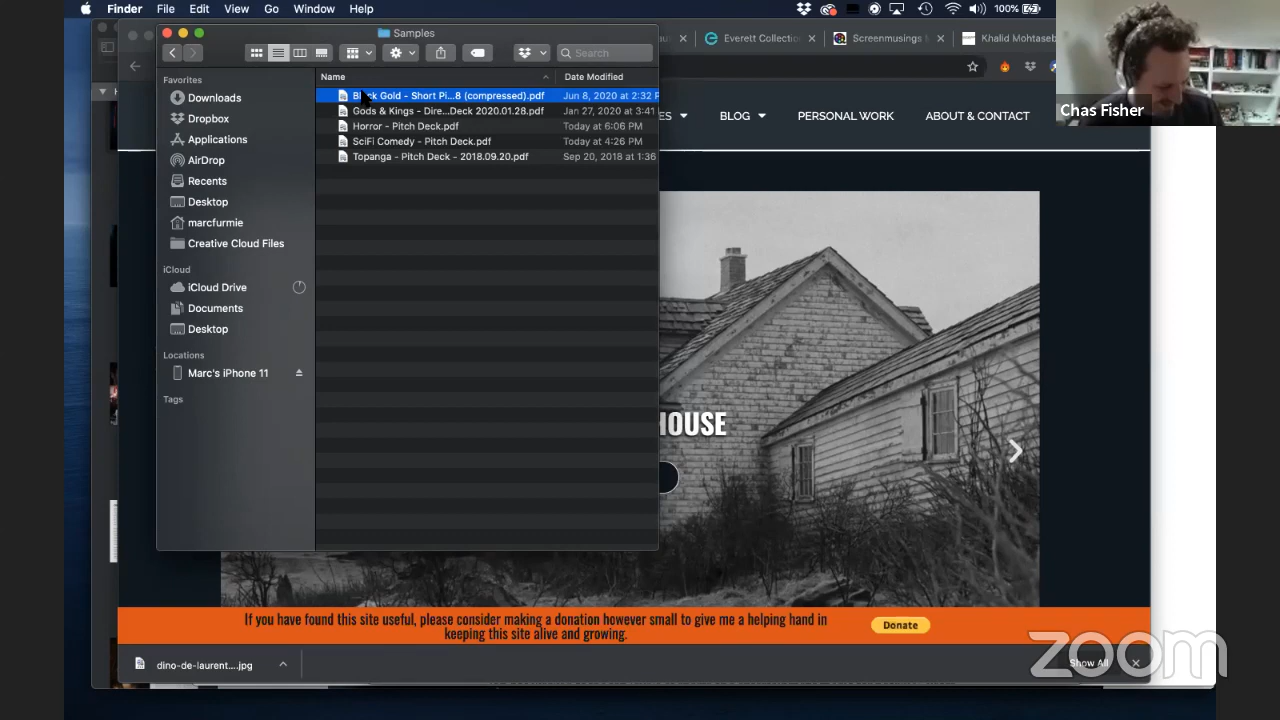 Finder File Edit View Go Window Help
100%
Samples
Search
Everett Collectio
Screenmusings
Khalid Mohtaseb
Favorites
Downloads
Dropbox
Applications
AirDrop
Recents
Desktop
marcfurmie
Creative Cloud Files
iCloud
iCloud Drive
Documents
Desktop
Locations
Marc's iPhone 11
Tags
Name Date Modified
Gold - Short Pi...8 (compressed).pdf Jun 8, 2020 at 2:32 P
Gods & Kings - Dire...Deck 2020.01.28.pdf Jan 27, 2020 at 3:41
Horror - Pitch Deck.pdf Today at 6:06 PM
SciFi Comedy - Pitch Deck.pdf Today at 4:26 PM
Topanga - Pitch Deck - 2018.09.20.pdf Sep 20, 2018 at 1:36
ES BLOG PERSONAL WORK ABOUT & CONTACT
Chas Fisher
HOUSE
If you have found this site useful, please consider making a donation however small to give me a helping hand in
keeping this site alive and growing.
Donate
dino-de-laurent....jpg
Show All
zoom